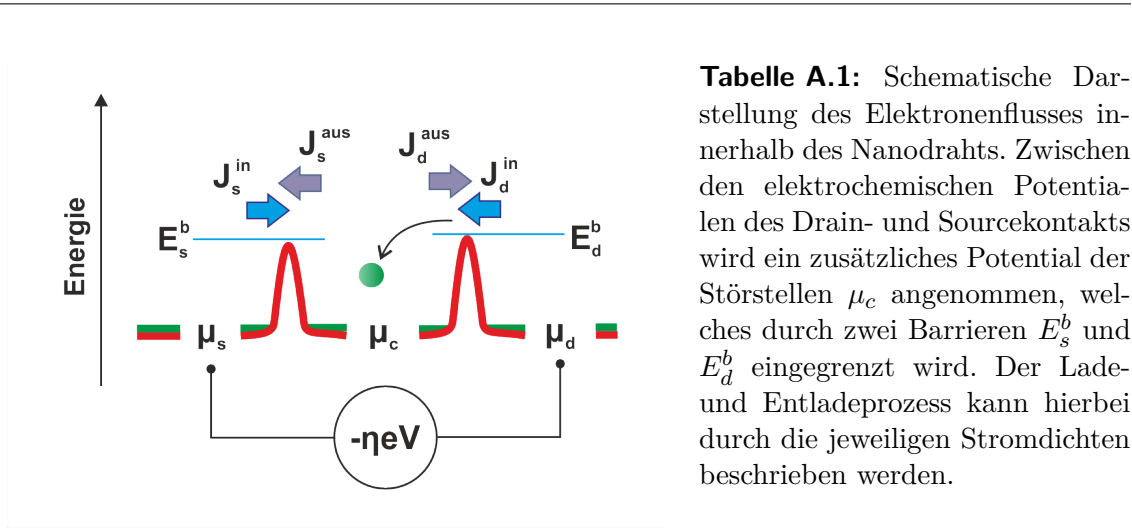 Energie
J_s^aus
J_d^aus
J_s^in
J_d^in
E_s^b
E_d^b
μ_s
μ_c
μ_d
-ηeV
Tabelle A.1: Schematische Dar-
stellung des Elektronenflusses in-
nerhalb des Nanodrahts. Zwischen
den elektrochemischen Potentia-
len des Drain- und Sourcekontakts
wird ein zusätzliches Potential der
Störstellen μ_c angenommen, wel-
ches durch zwei Barrieren E_s^b und
E_d^b eingegrenzt wird. Der Lade-
und Entladeprozess kann hierbei
durch die jeweiligen Stromdichten
beschrieben werden.